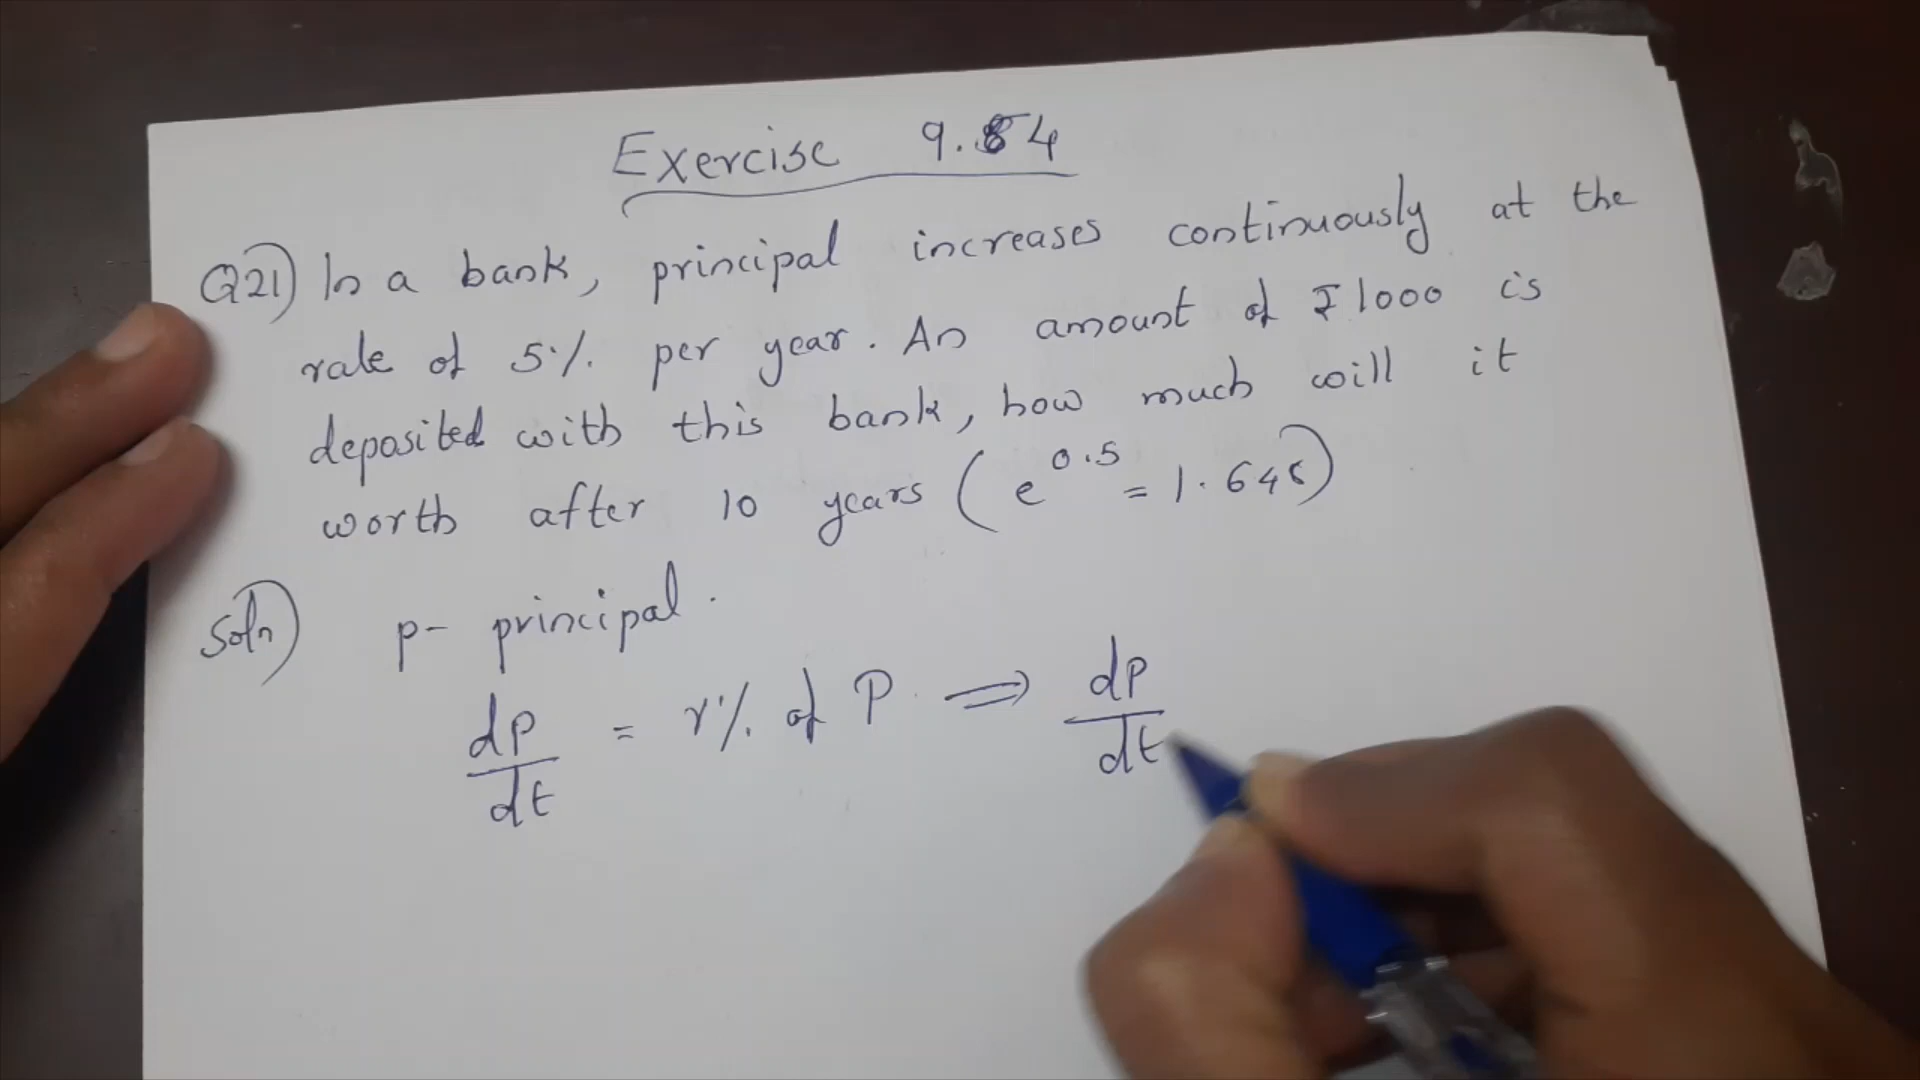 Exercise 9.4
Q21) In a bank, principal increases continuously at the
rate of 5% per year. An amount of ₹1000 is
deposited with this bank, how much will it
worth after 10 years (e^0.5 = 1.648)
Soln) p- principal.
dp/dt = r% of P. ⟹ dp/dt